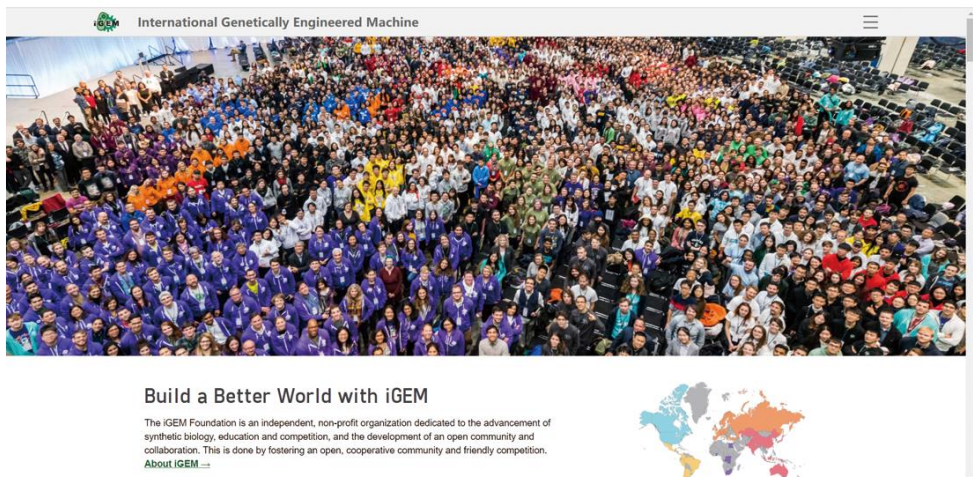 iGEM
International Genetically Engineered Machine
Build a Better World with iGEM
The iGEM Foundation is an independent, non-profit organization dedicated to the advancement of
synthetic biology, education and competition, and the development of an open community and
collaboration. This is done by fostering an open, cooperative community and friendly competition.
About iGEM →